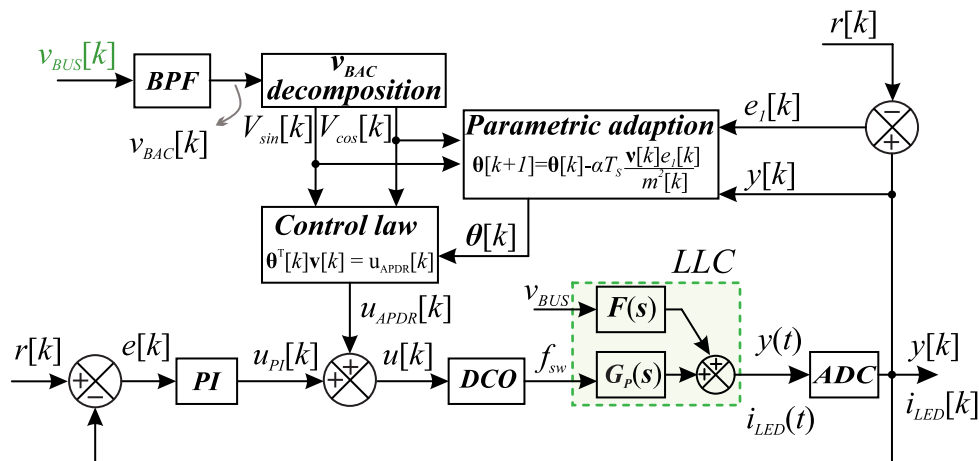 r[k]
v_BUS[k]
BPF
v_BAC
decomposition
e_1[k]
−
V_sin[k]
V_cos[k]
v_BAC[k]
Parametric adaption
θ[k+1]=θ[k]-αT_S v[k]e_1[k] / m^2[k]
y[k]
Control law
θ^T[k]v[k] = u_APDR[k]
θ[k]
LLC
v_BUS
F(s)
u_APDR[k]
r[k]
e[k]
u_PI[k]
+
+
u[k]
f_sw
y(t)
y[k]
−
PI
DCO
G_P(s)
+
+
ADC
i_LED(t)
i_LED[k]